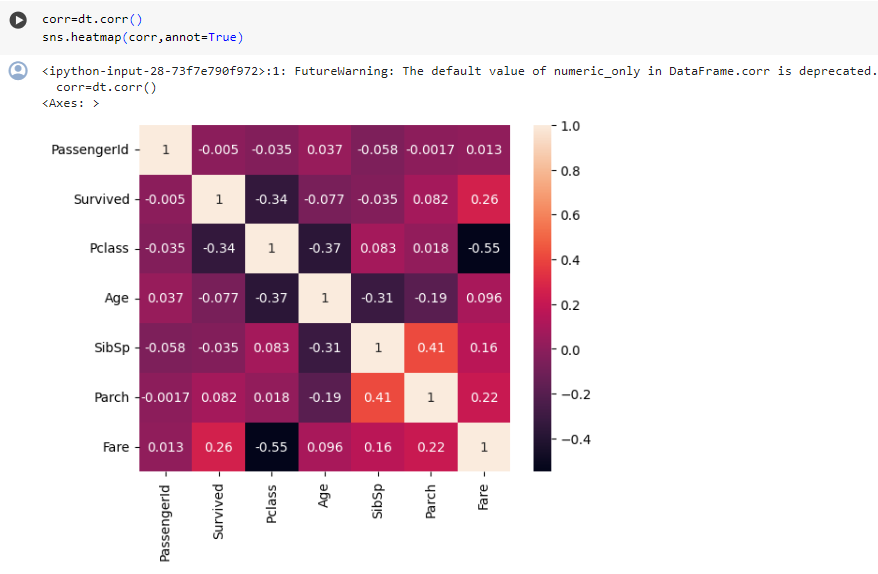 corr=dt.corr()
sns.heatmap(corr,annot=True)
<ipython-input-28-73f7e790f972>:1: FutureWarning: The default value of numeric_only in DataFrame.corr is deprecated.
  corr=dt.corr()
<Axes: >
PassengerId 1 -0.005 -0.035 0.037 -0.058 -0.0017 0.013
Survived -0.005 1 -0.34 -0.077 -0.035 0.082 0.26
Pclass -0.035 -0.34 1 -0.37 0.083 0.018 -0.55
Age 0.037 -0.077 -0.37 1 -0.31 -0.19 0.096
SibSp -0.058 -0.035 0.083 -0.31 1 0.41 0.16
Parch -0.0017 0.082 0.018 -0.19 0.41 1 0.22
Fare 0.013 0.26 -0.55 0.096 0.16 0.22 1
PassengerId Survived Pclass Age SibSp Parch Fare
1.0
0.8
0.6
0.4
0.2
0.0
−0.2
−0.4